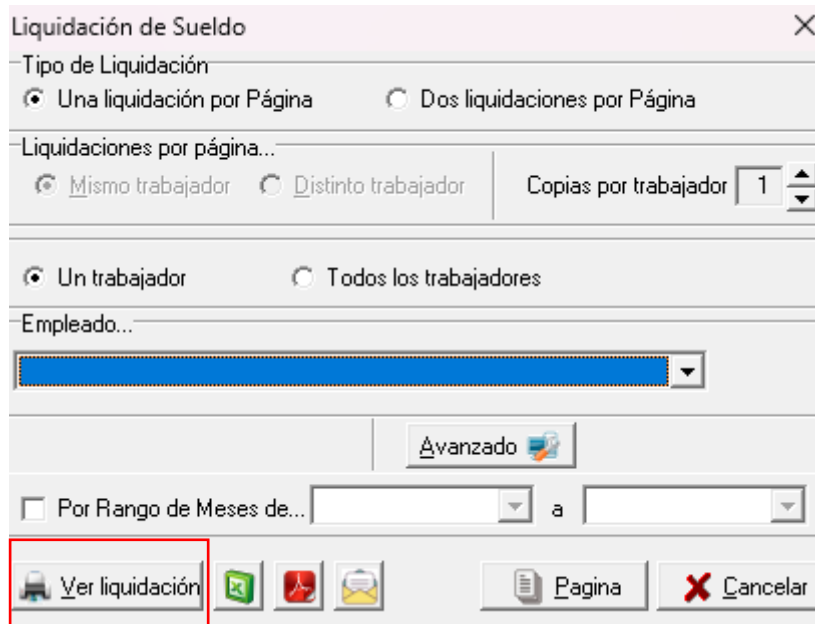 Liquidación de Sueldo
Tipo de Liquidación
Una liquidación por Página Dos liquidaciones por Página
Liquidaciones por página...
Mismo trabajador Distinto trabajador Copias por trabajador 1
Un trabajador Todos los trabajadores
Empleado...
Avanzado
Por Rango de Meses de... a
Ver liquidación Pagina Cancelar